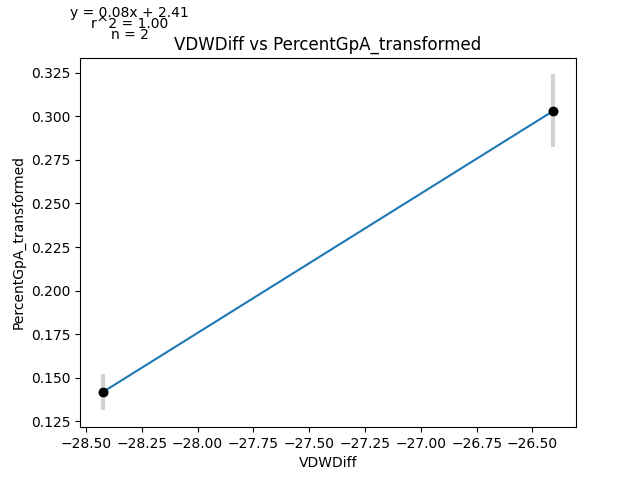 y = 0.08x + 2.41
r^2 = 1.00
n = 2
VDWDiff vs PercentGpA_transformed
PercentGpA_transformed
0.325
0.300
0.275
0.250
0.225
0.200
0.175
0.150
0.125
−28.50 −28.25 −28.00 −27.75 −27.50 −27.25 −27.00 −26.75 −26.50
VDWDiff